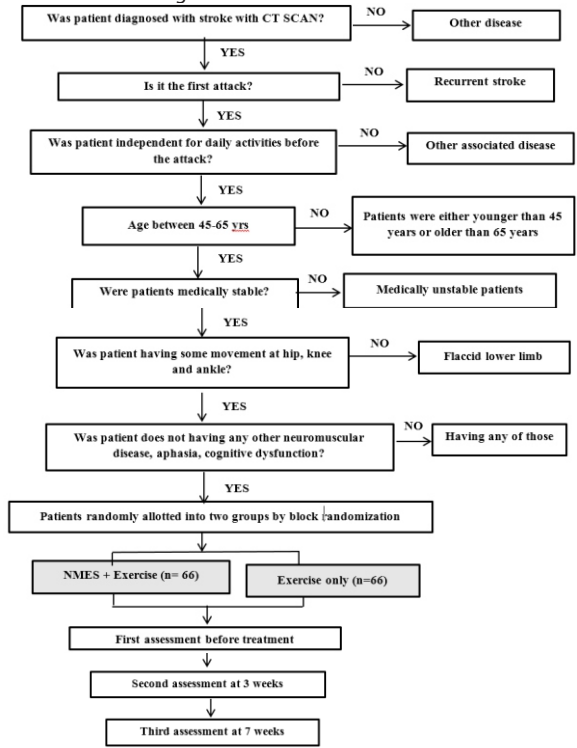 Was patient diagnosed with stroke with CT SCAN?
NO
Other disease
YES
Is it the first attack?
NO
Recurrent stroke
YES
Was patient independent for daily activities before
the attack?
NO
Other associated disease
YES
Age between 45-65 yrs
NO
Patients were either younger than 45
years or older than 65 years
YES
Were patients medically stable?
NO
Medically unstable patients
YES
Was patient having some movement at hip, knee
and ankle?
NO
Flaccid lower limb
YES
Was patient does not having any other neuromuscular
disease, aphasia, cognitive dysfunction?
NO
Having any of those
YES
Patients randomly allotted into two groups by block randomization
NMES + Exercise (n= 66)
Exercise only (n=66)
First assessment before treatment
Second assessment at 3 weeks
Third assessment at 7 weeks